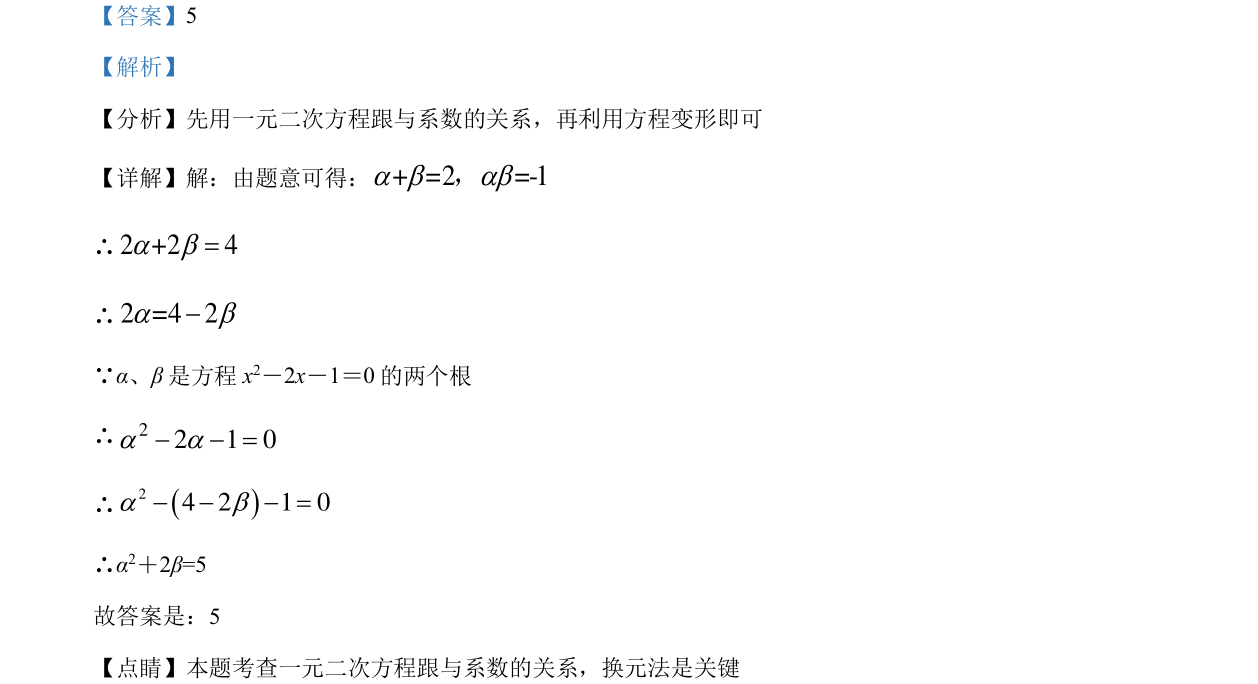 【答案】5
【解析】
【分析】先用一元二次方程跟与系数的关系，再利用方程变形即可
【详解】解：由题意可得：α+β=2，αβ=-1
∴2α+2β=4
∴2α=4−2β
∵α、β是方程x²－2x－1＝0的两个根
∴α²−2α−1=0
∴α²−(4−2β)−1=0
∴α²＋2β=5
故答案是：5
【点睛】本题考查一元二次方程跟与系数的关系，换元法是关键